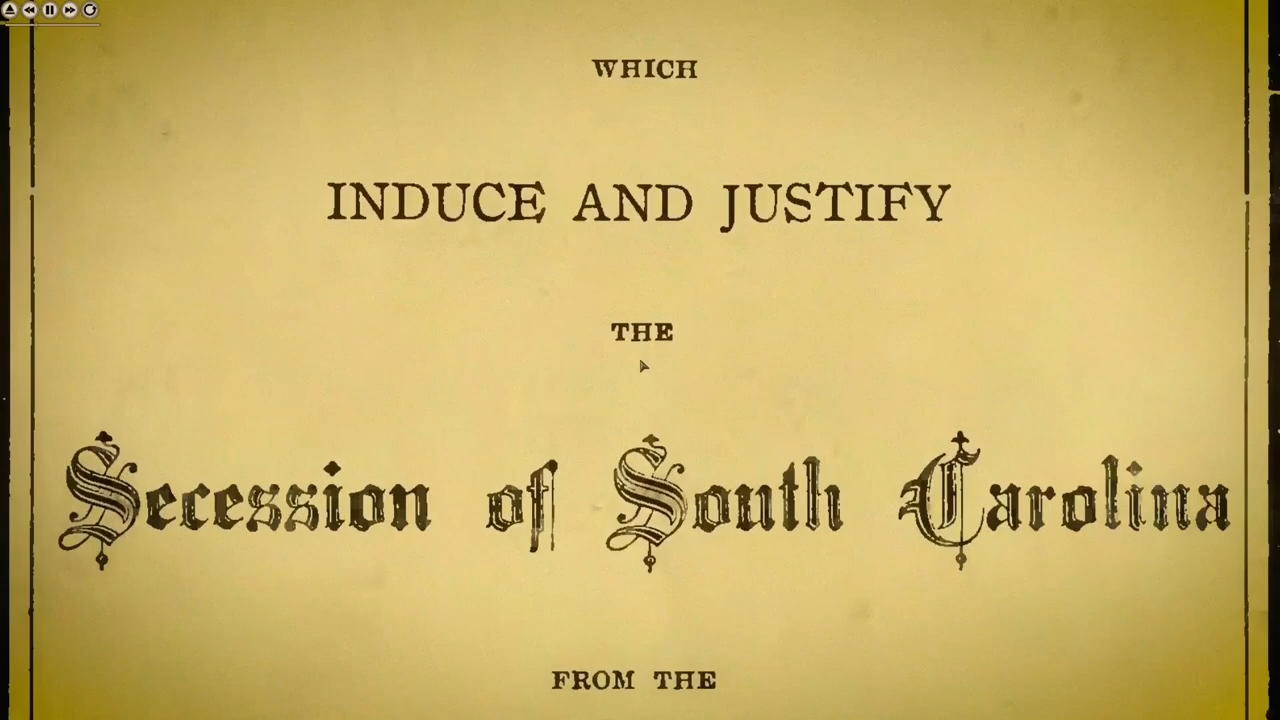 WHICH
INDUCE AND JUSTIFY
THE
Secession of South Carolina
FROM THE